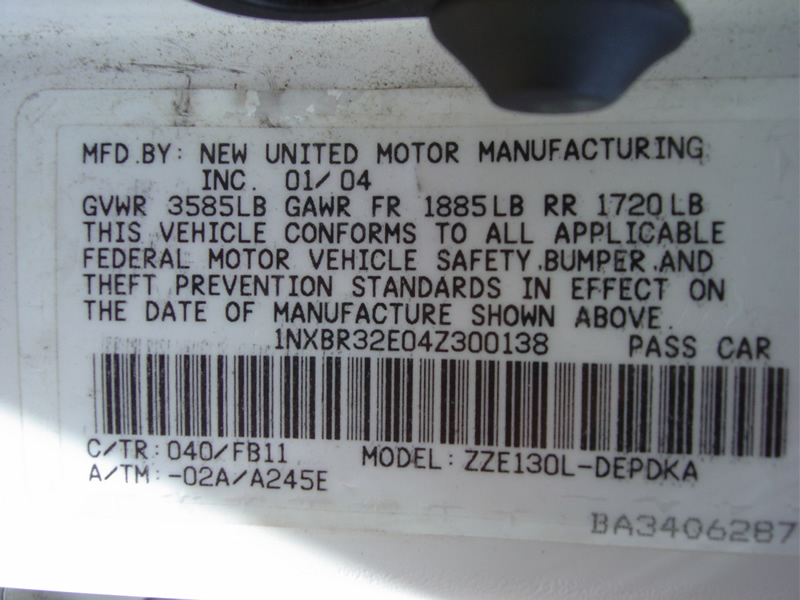 MFD.BY: NEW UNITED MOTOR MANUFACTURING
INC. 01/04
GVWR 3585LB GAWR FR 1885LB RR 1720LB
THIS VEHICLE CONFORMS TO ALL APPLICABLE
FEDERAL MOTOR VEHICLE SAFETY,BUMPER,AND
THEFT PREVENTION STANDARDS IN EFFECT ON
THE DATE OF MANUFACTURE SHOWN ABOVE.
1NXBR32E04Z300138 PASS CAR
C/TR: 040/FB11 MODEL: ZZE130L-DEPDKA
A/TM: -02A/A245E
BA3406287